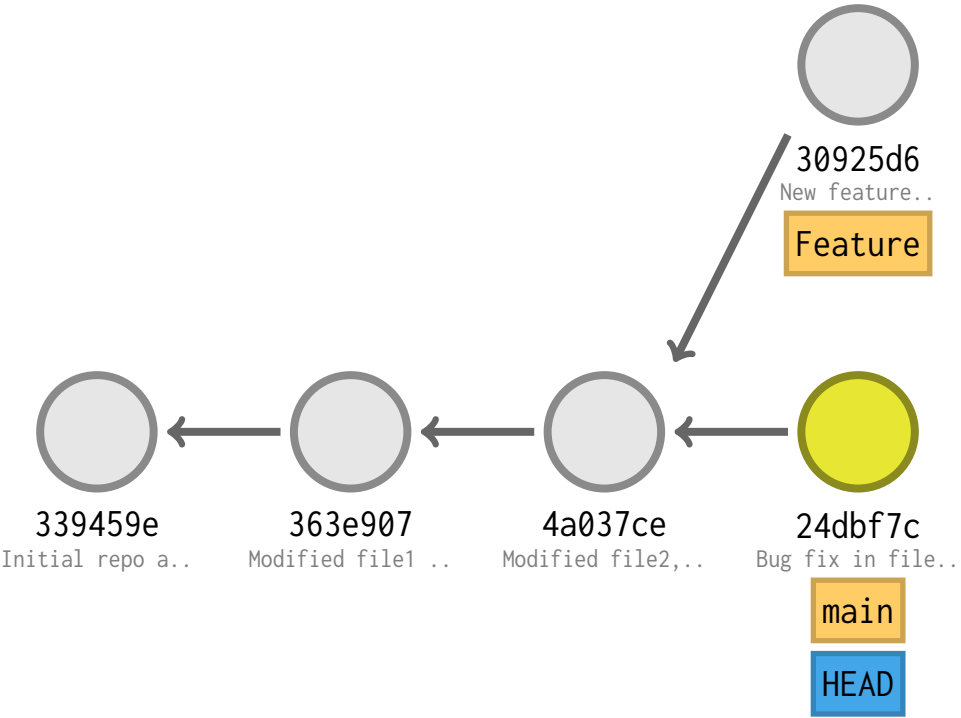 30925d6
New feature..
Feature
339459e
Initial repo a..
363e907
Modified file1 ..
4a037ce
Modified file2,..
24dbf7c
Bug fix in file..
main
HEAD